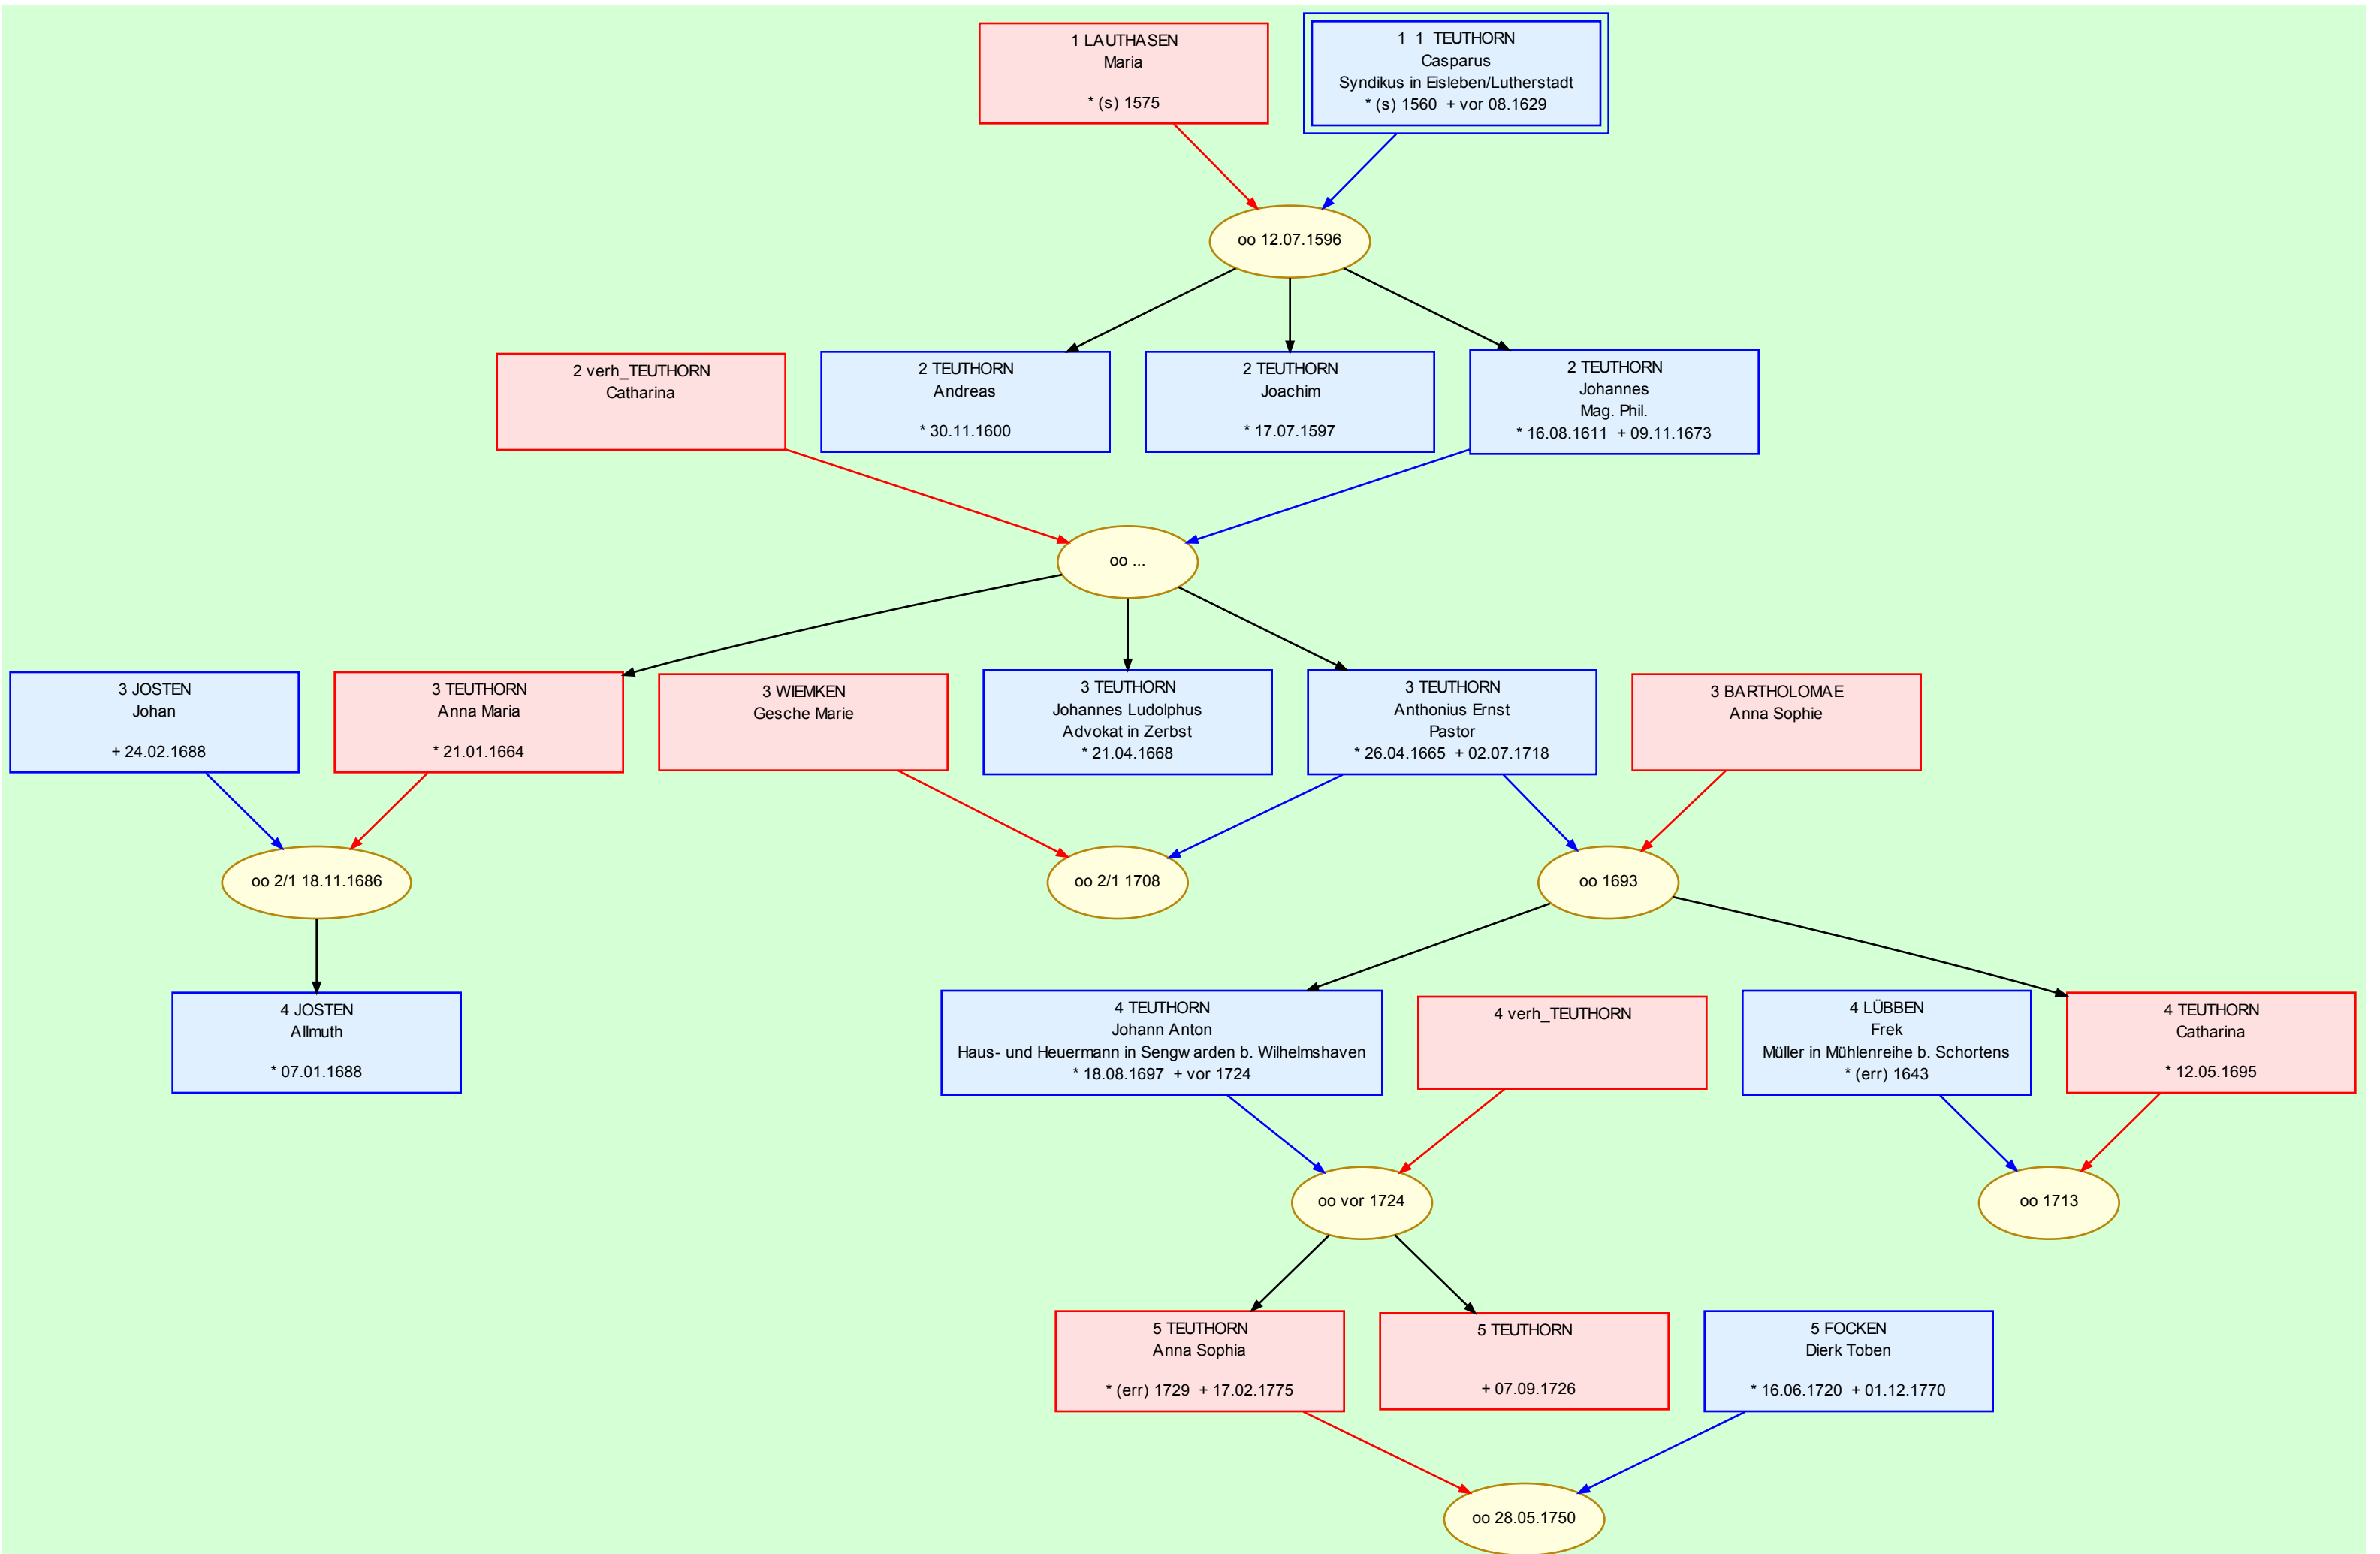 1 LAUTHASEN
Maria
* (s) 1575
1 1 TEUTHORN
Casparus
Syndikus in Eisleben/Lutherstadt
* (s) 1560 + vor 08.1629
oo 12.07.1596
2 verh_TEUTHORN
Catharina
2 TEUTHORN
Andreas
* 30.11.1600
2 TEUTHORN
Joachim
* 17.07.1597
2 TEUTHORN
Johannes
Mag. Phil.
* 16.08.1611 + 09.11.1673
oo ...
3 JOSTEN
Johan
+ 24.02.1688
3 TEUTHORN
Anna Maria
* 21.01.1664
3 WIEMKEN
Gesche Marie
3 TEUTHORN
Johannes Ludolphus
Advokat in Zerbst
* 21.04.1668
3 TEUTHORN
Anthonius Ernst
Pastor
* 26.04.1665 + 02.07.1718
3 BARTHOLOMAE
Anna Sophie
oo 2/1 18.11.1686
oo 2/1 1708
oo 1693
4 JOSTEN
Allmuth
* 07.01.1688
4 TEUTHORN
Johann Anton
Haus- und Heuermann in Sengwarden b. Wilhelmshaven
* 18.08.1697 + vor 1724
4 verh_TEUTHORN
4 LÜBBEN
Frek
Müller in Mühlenreihe b. Schortens
* (err) 1643
4 TEUTHORN
Catharina
* 12.05.1695
oo vor 1724
oo 1713
5 TEUTHORN
Anna Sophia
* (err) 1729 + 17.02.1775
5 TEUTHORN
+ 07.09.1726
5 FOCKEN
Dierk Toben
* 16.06.1720 + 01.12.1770
oo 28.05.1750